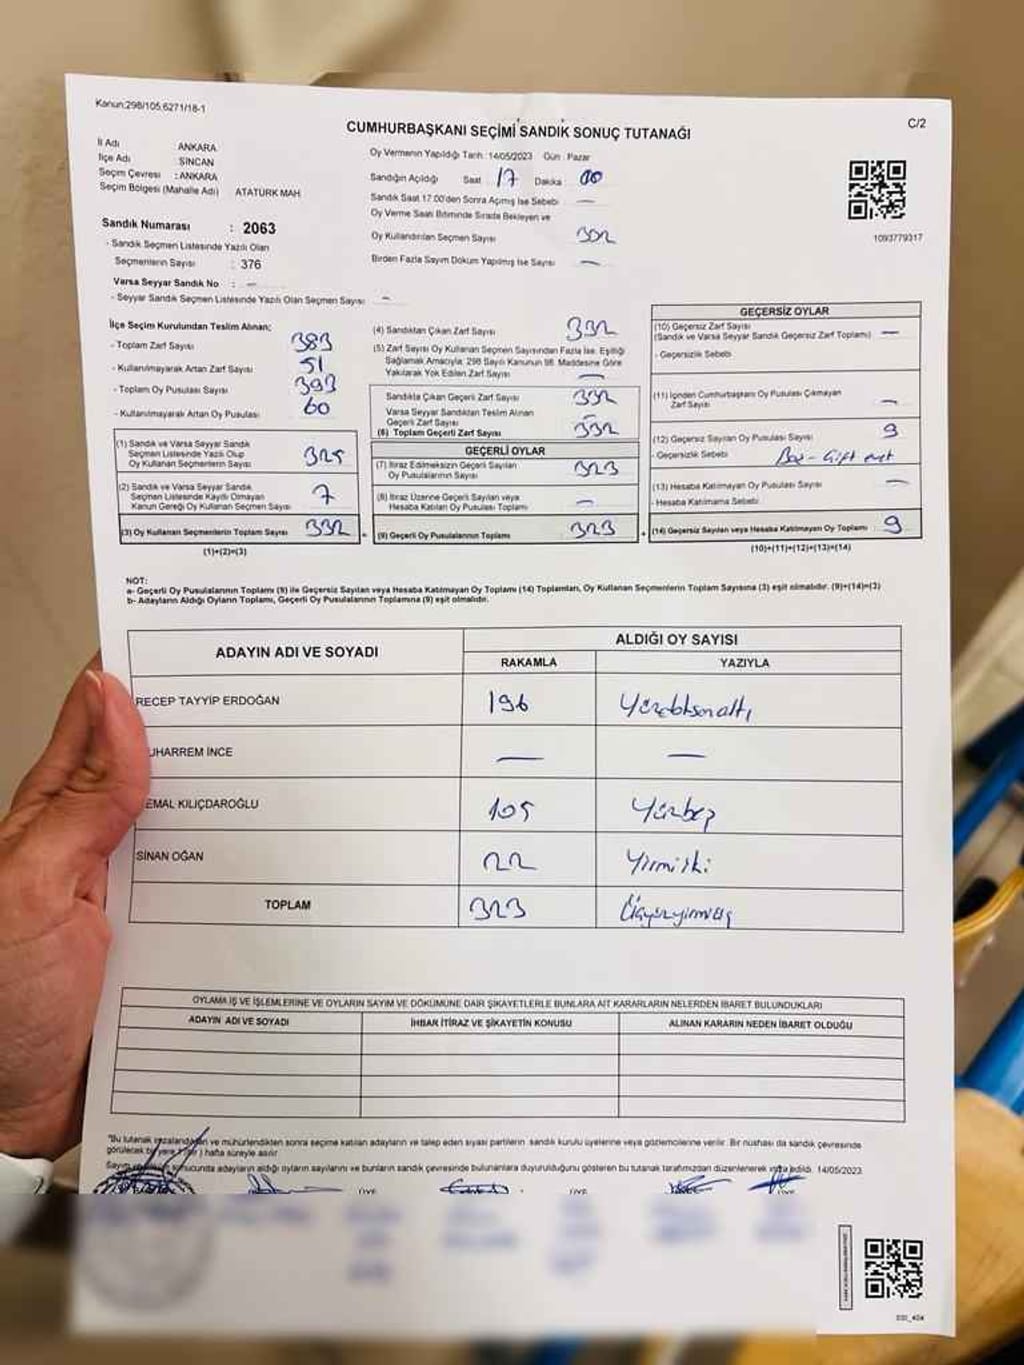 Kanun:298/105,6271/18-1
C/2
CUMHURBAŞKANI SEÇİMİ SANDIK SONUÇ TUTANAĞI
İl Adı ANKARA
İlçe Adı SİNCAN
Seçim Çevresi : ANKARA
Seçim Bölgesi (Mahalle Adı) ATATÜRK MAH
Oy Vermenin Yapıldığı Tarih :14/05/2023 Gün : Pazar
Sandığın Açıldığı Saat 17 Dakika 00
Sandık Saat 17.00'den Sonra Açılmış İse Sebebi —
Oy Verme Saati Bitiminde Sırada Bekleyen ve
Oy Kullandırılan Seçmen Sayısı 332
Birden Fazla Sayım Döküm Yapılmış İse Sayısı —
1093779317
Sandık Numarası : 2063
- Sandık Seçmen Listesinde Yazılı Olan
Seçmenlerin Sayısı : 376
Varsa Seyyar Sandık No : —
- Seyyar Sandık Seçmen Listesinde Yazılı Olan Seçmen Sayısı —
İlçe Seçim Kurulundan Teslim Alınan:
- Toplam Zarf Sayısı 383
- Kullanılmayarak Artan Zarf Sayısı 51
- Toplam Oy Pusulası Sayısı 393
- Kullanılmayarak Artan Oy Pusulası 60
(1) Sandık ve Varsa Seyyar Sandık
Seçmen Listesinde Yazılı Olup
Oy Kullanan Seçmenlerin Sayısı 325
(2) Sandık ve Varsa Seyyar Sandık
Seçmen Listesinde Kayıtlı Olmayan
Kanun Gereği Oy Kullanan Seçmen Sayısı 7
(3) Oy Kullanan Seçmenlerin Toplam Sayısı 332
(1)+(2)=(3)
(4) Sandıktan Çıkan Zarf Sayısı 332
(5) Zarf Sayısı Oy Kullanan Seçmen Sayısından Fazla İse, Eşitliği
Sağlamak Amacıyla, 298 Sayılı Kanunun 98. Maddesine Göre
Yakılarak Yok Edilen Zarf Sayısı —
Sandıkta Çıkan Geçerli Zarf Sayısı 332
Varsa Seyyar Sandıktan Teslim Alınan
Geçerli Zarf Sayısı
(6) Toplam Geçerli Zarf Sayısı 332
GEÇERLİ OYLAR
(7) İtiraz Edilmeksizin Geçerli Sayılan
Oy Pusulalarının Sayısı 323
(8) İtiraz Üzerine Geçerli Sayılan veya
Hesaba Katılan Oy Pusulaları Toplamı —
= (9) Geçerli Oy Pusulalarının Toplamı 323
GEÇERSİZ OYLAR
(10) Geçersiz Zarf Sayısı
(Sandık ve Varsa Seyyar Sandık Geçersiz Zarf Toplamı) —
- Geçersizlik Sebebi
(11) İçinden Cumhurbaşkanı Oy Pusulası Çıkmayan
Zarf Sayısı —
(12) Geçersiz Sayılan Oy Pusulası Sayısı 9
- Geçersizlik Sebebi
(13) Hesaba Katılmayan Oy Pusulası Sayısı —
- Hesaba Katılmama Sebebi
+ (14) Geçersiz Sayılan veya Hesaba Katılmayan Oy Toplamı 9
(10)+(11)+(12)+(13)=(14)
NOT:
a- Geçerli Oy Pusulalarının Toplamı (9) ile Geçersiz Sayılan veya Hesaba Katılmayan Oy Toplamı (14) Toplamları, Oy Kullanan Seçmenlerin Toplam Sayısına (3) eşit olmalıdır. (9)+(14)=(3)
b- Adayların Aldığı Oyların Toplamı, Geçerli Oy Pusulalarının Toplamına (9) eşit olmalıdır.
ADAYIN ADI VE SOYADI
ALDIĞI OY SAYISI
RAKAMLA YAZIYLA
RECEP TAYYİP ERDOĞAN 196 Yüzdoksanaltı
UHARREM İNCE — —
EMAL KILIÇDAROĞLU 105 Yüzbeş
SİNAN OĞAN 22 Yirmiiki
TOPLAM 323 Üçyüzyirmiüç
OYLAMA İŞ VE İŞLEMLERİNE VE OYLARIN SAYIM VE DÖKÜMÜNE DAİR ŞİKAYETLERLE BUNLARA AİT KARARLARIN NELERDEN İBARET BULUNDUKLARI
ADAYIN ADI VE SOYADI İHBAR İTİRAZ VE ŞİKAYETİN KONUSU ALINAN KARARIN NEDEN İBARET OLDUĞU
"Bu tutanak ve mühürlendikten sonra seçime katılan adayların ve talep eden siyasi partilerin sandık kurulu üyelerine veya gözlemcilerine verilir. Bir nüshası da sandık çevresinde
görülecek bir yere hafta süreyle asılır
Sayım sonucunda adayların aldığı oyların sayılarını ve bunların sandık çevresinde bulunanlara duyurulduğunu gösteren bu tutanak tarafımızdan düzenlenerek imza edildi. 14/05/2023
ÜYE ÜYE ÜYE